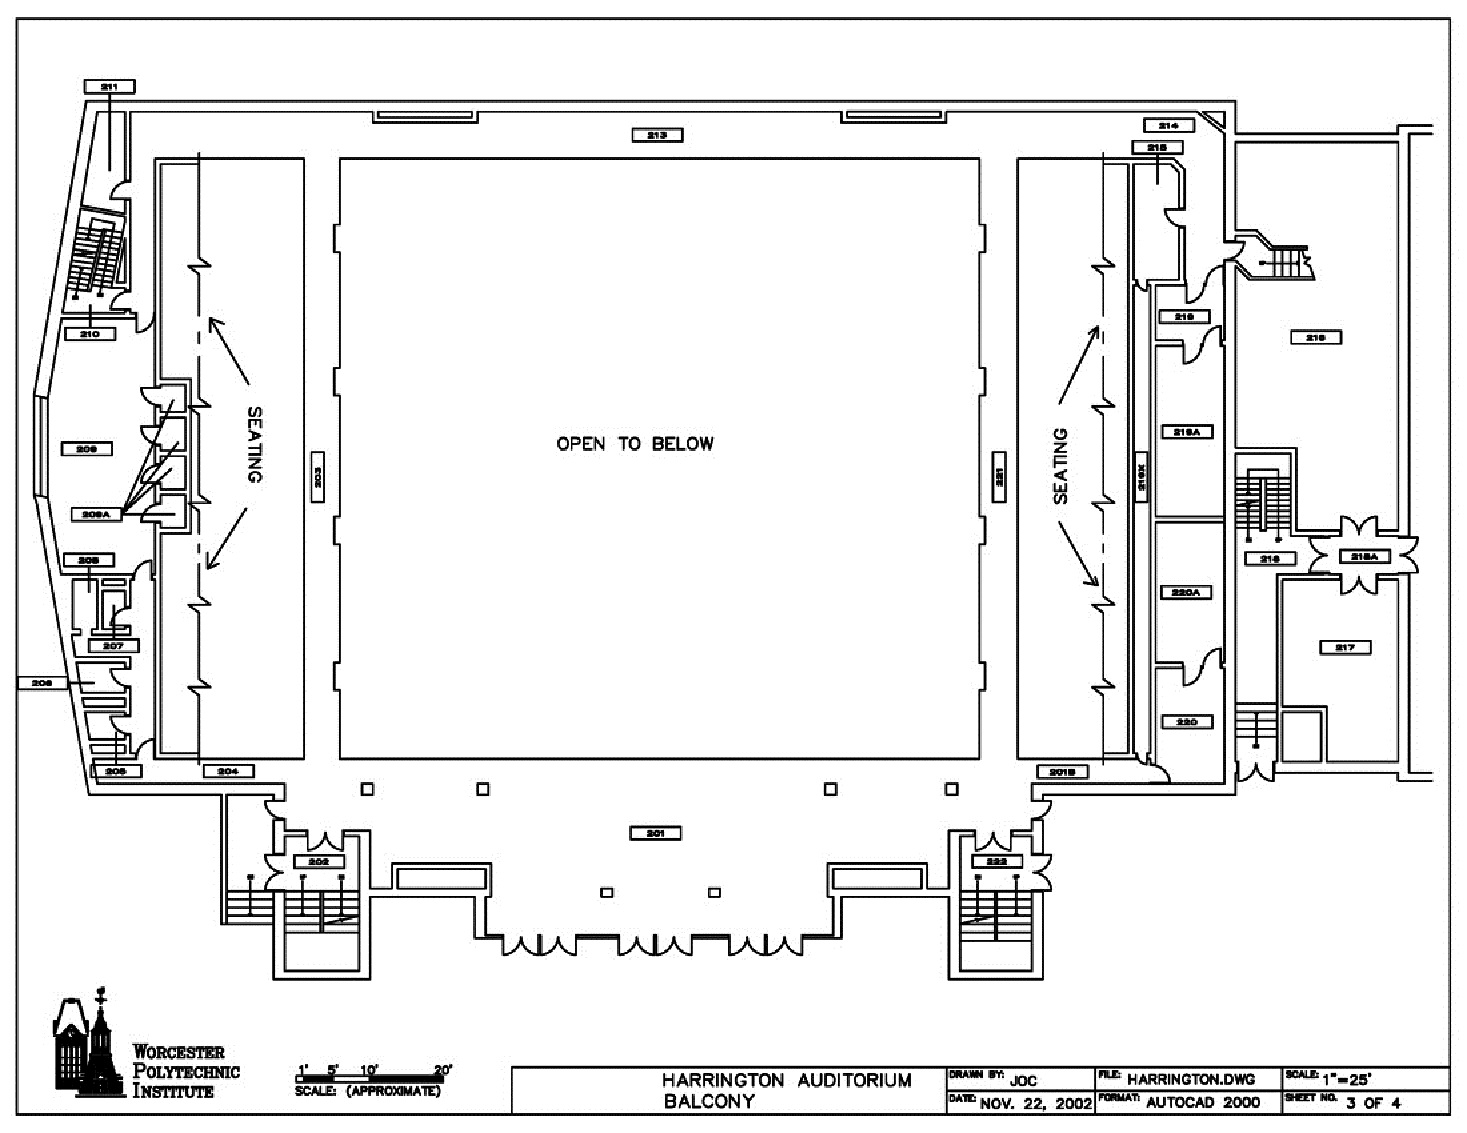 211
213
214
215
210
216
219
209
SEATING
OPEN TO BELOW
203
221
SEATING
219A
219X
209A
208
218
218A
220A
207
217
206
220
205
204
201B
201
202
222
WORCESTER
POLYTECHNIC
INSTITUTE
1' 5' 10' 20'
SCALE: (APPROXIMATE)
HARRINGTON AUDITORIUM
BALCONY
DRAWN BY: JOC
DATE: NOV. 22, 2002
FILE: HARRINGTON.DWG
FORMAT: AUTOCAD 2000
SCALE: 1"=25'
SHEET NO. 3 OF 4